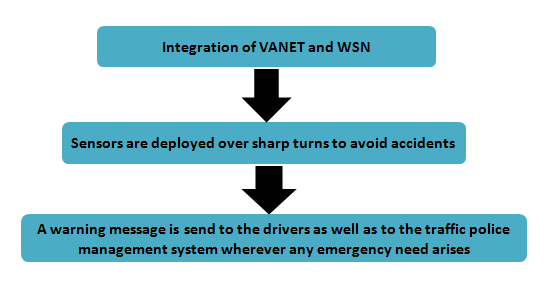 Integration of VANET and WSN
Sensors are deployed over sharp turns to avoid accidents
A warning message is send to the drivers as well as to the traffic police
management system wherever any emergency need arises